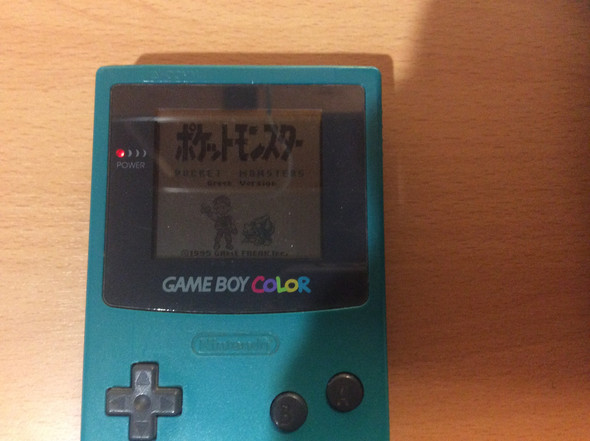 ポケットモンスター
POCKET MONSTERS
Green Version
©1995 GAME FREAK inc.
POWER
GAME BOY COLOR
Nintendo
B
A